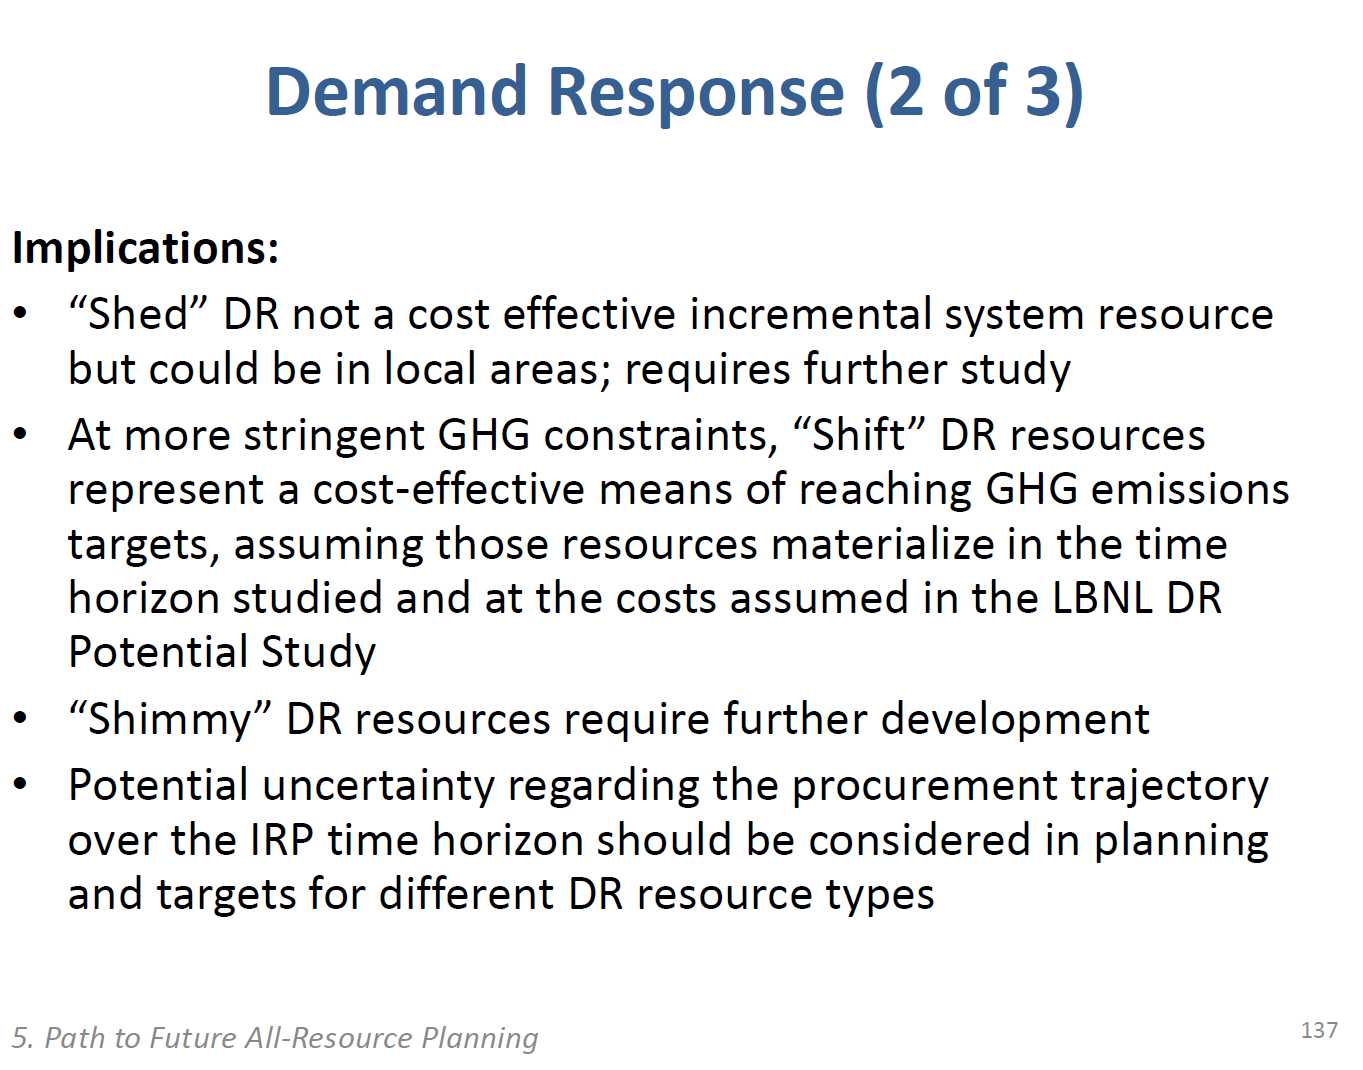 Demand Response (2 of 3)
Implications:
• “Shed” DR not a cost effective incremental system resource
but could be in local areas; requires further study
• At more stringent GHG constraints, “Shift” DR resources
represent a cost-effective means of reaching GHG emissions
targets, assuming those resources materialize in the time
horizon studied and at the costs assumed in the LBNL DR
Potential Study
• “Shimmy” DR resources require further development
• Potential uncertainty regarding the procurement trajectory
over the IRP time horizon should be considered in planning
and targets for different DR resource types
5. Path to Future All-Resource Planning
137